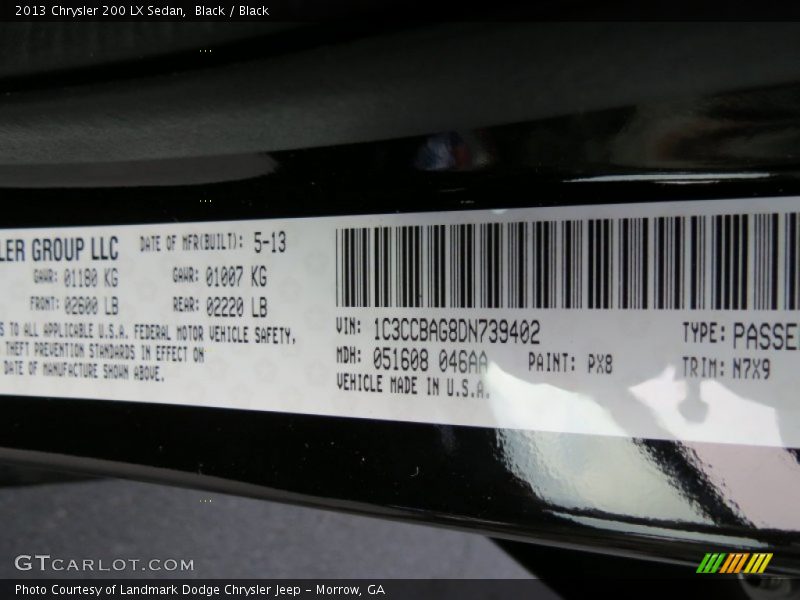 2013 Chrysler 200 LX Sedan,  Black / Black
LER GROUP LLC DATE OF MFR(BUILT): 5-13
GAWR: 01180 KG GAWR: 01007 KG
FRONT: 02600 LB REAR: 02220 LB
S TO ALL APPLICABLE U.S.A. FEDERAL MOTOR VEHICLE SAFETY,
THEFT PREVENTION STANDARDS IN EFFECT ON
DATE OF MANUFACTURE SHOWN ABOVE.
VIN: 1C3CCBAG8DN739402 TYPE: PASSE
MDH: 051608 046AA PAINT: PX8 TRIM: N7X9
VEHICLE MADE IN U.S.A.
GTCARLOT.COM
Photo Courtesy of Landmark Dodge Chrysler Jeep - Morrow, GA